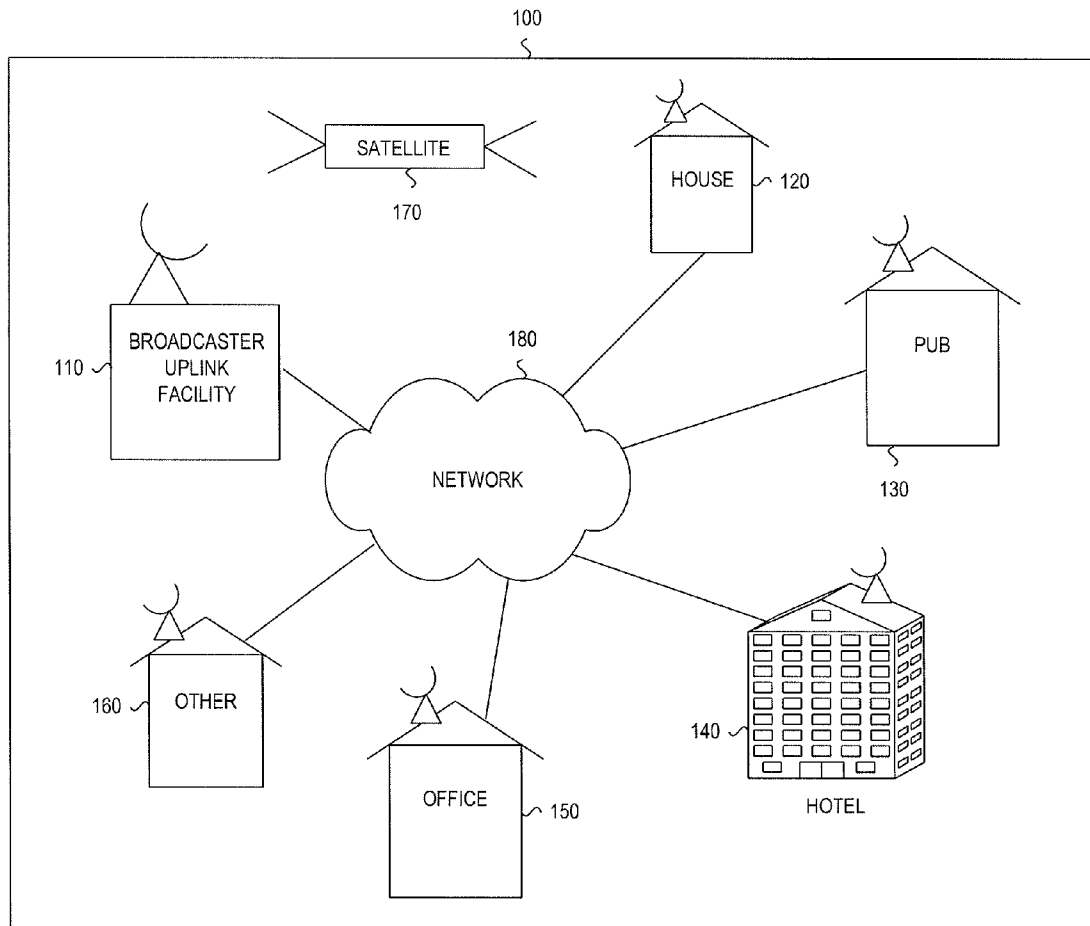 100
SATELLITE
170
HOUSE
120
BROADCASTER
UPLINK
FACILITY
110
180
PUB
130
NETWORK
OTHER
160
OFFICE
150
140
HOTEL